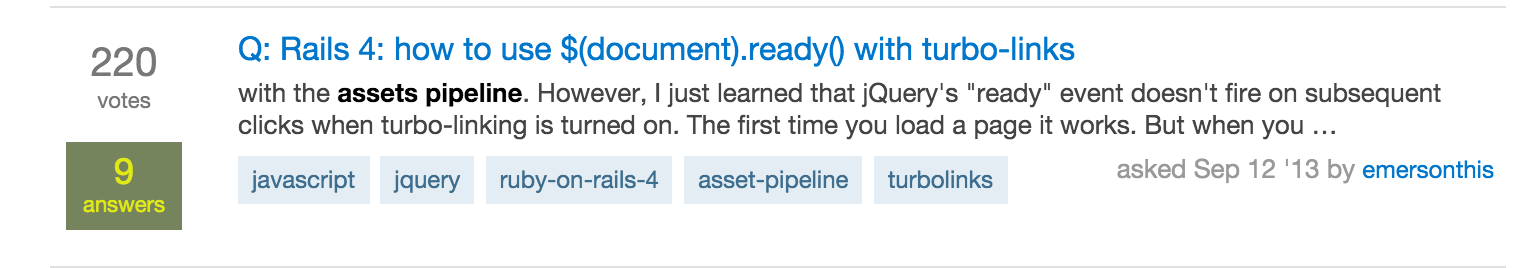 220
votes
9
answers
Q: Rails 4: how to use $(document).ready() with turbo-links
with the assets pipeline. However, I just learned that jQuery's "ready" event doesn't fire on subsequent
clicks when turbo-linking is turned on. The first time you load a page it works. But when you …
javascript jquery ruby-on-rails-4 asset-pipeline turbolinks
asked Sep 12 '13 by emersonthis